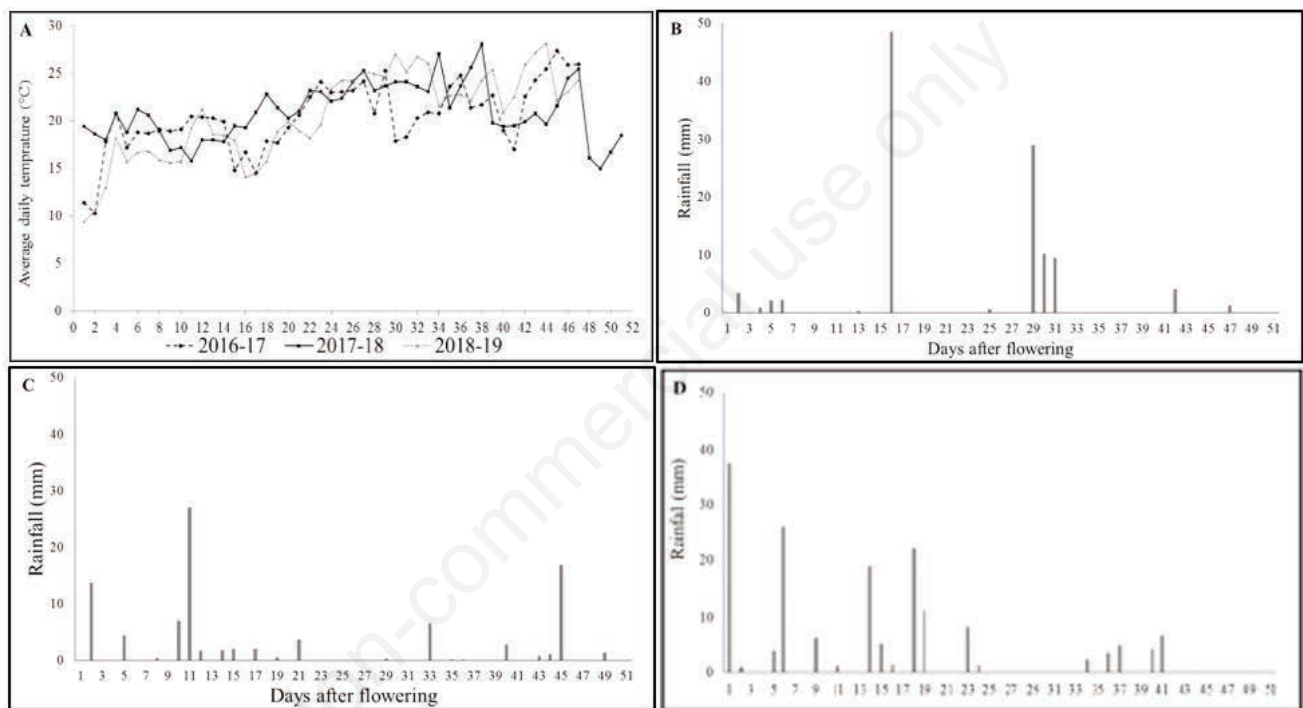 A
30
25
20
15
10
5
0
Average daily temprature (°C)
0 2 4 6 8 10 12 14 16 18 20 22 24 26 28 30 32 34 36 38 40 42 44 46 48 50 52
2016-17 2017-18 2018-19
B
50
40
30
20
10
0
Rainfall (mm)
1 3 5 7 9 11 13 15 17 19 21 23 25 27 29 31 33 35 37 39 41 43 45 47 49 51
Days after flowering
C
50
40
30
20
10
0
Rainfall (mm)
1 3 5 7 9 11 13 15 17 19 21 23 25 27 29 31 33 35 37 39 41 43 45 47 49 51
Days after flowering
D
50
40
30
20
10
0
Rainfal (mm)
1 3 5 7 9 11 13 15 17 19 21 23 25 27 29 31 33 35 37 39 41 43 45 47 49 51
n-commercial use only